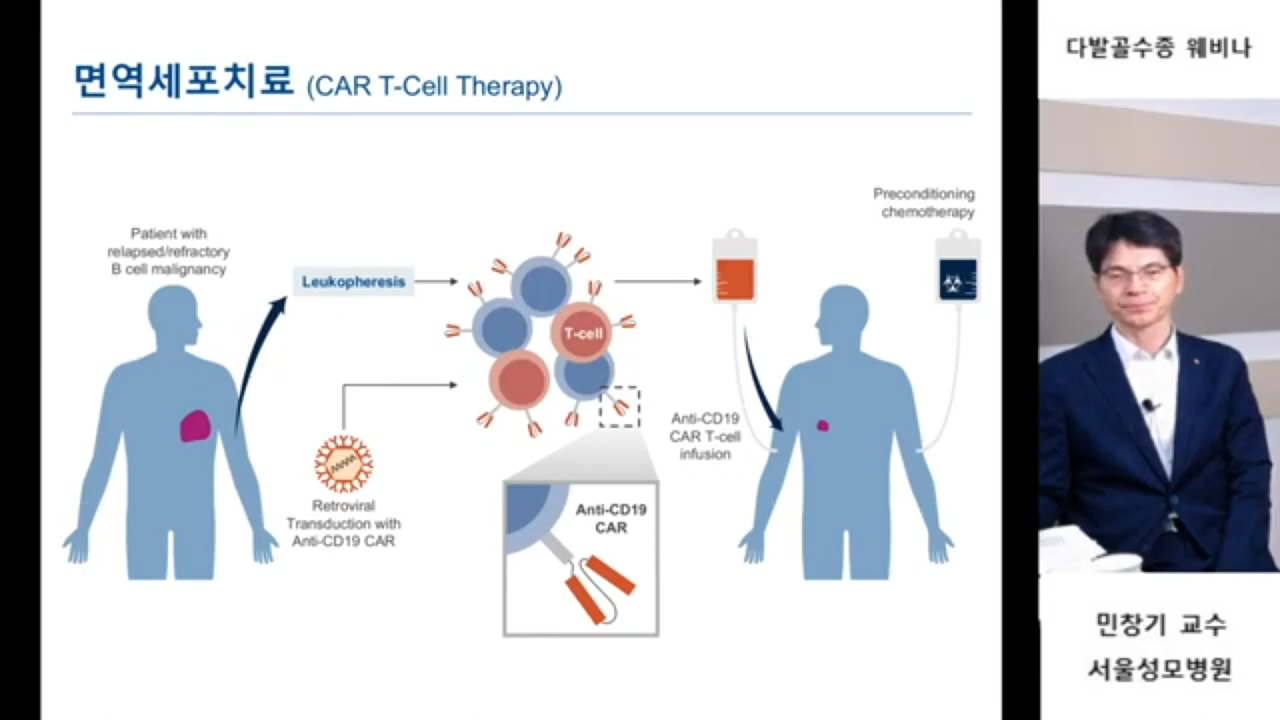 면역세포치료 (CAR T-Cell Therapy)
Patient with
relapsed/refractory
B cell malignancy
Leukopheresis
T-cell
Retroviral
Transduction with
Anti-CD19 CAR
Anti-CD19
CAR
Anti-CD19
CAR T-cell
infusion
Preconditioning
chemotherapy
다발골수종 웨비나
민창기 교수
서울성모병원